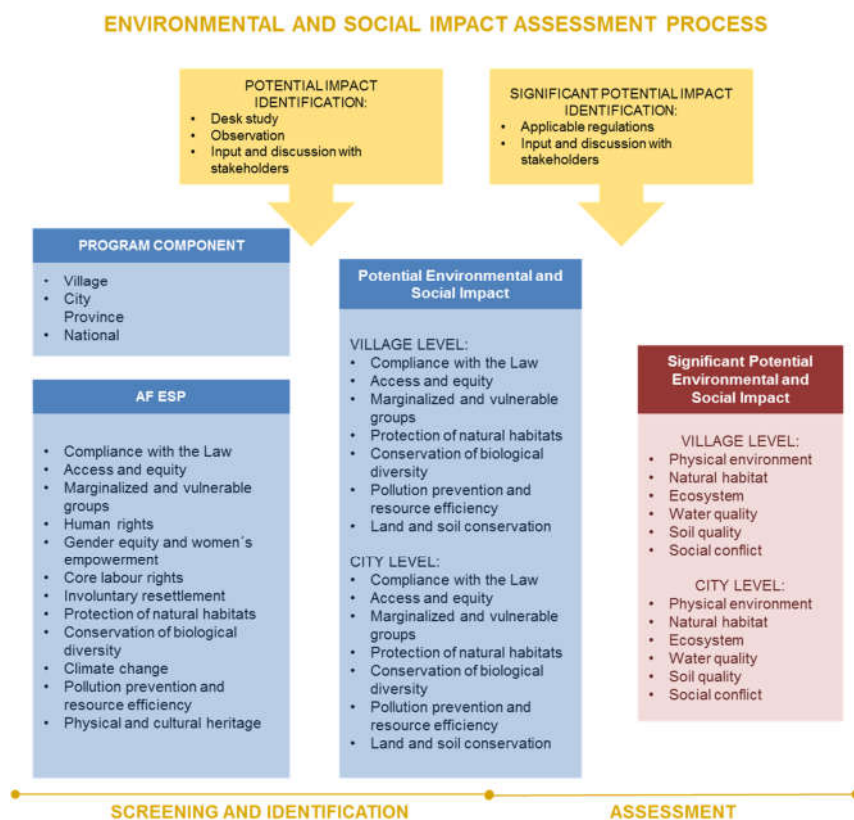 ENVIRONMENTAL AND SOCIAL IMPACT ASSESSMENT PROCESS
POTENTIAL IMPACT
IDENTIFICATION:
• Desk study
• Observation
• Input and discussion with
stakeholders
SIGNIFICANT POTENTIAL IMPACT
IDENTIFICATION:
• Applicable regulations
• Input and discussion with
stakeholders
PROGRAM COMPONENT
• Village
• City
Province
• National
AF ESP
• Compliance with the Law
• Access and equity
• Marginalized and vulnerable
groups
• Human rights
• Gender equity and women´s
empowerment
• Core labour rights
• Involuntary resettlement
• Protection of natural habitats
• Conservation of biological
diversity
• Climate change
• Pollution prevention and
resource efficiency
• Physical and cultural heritage
Potential Environmental and
Social Impact
VILLAGE LEVEL:
• Compliance with the Law
• Access and equity
• Marginalized and vulnerable
groups
• Protection of natural habitats
• Conservation of biological
diversity
• Pollution prevention and
resource efficiency
• Land and soil conservation
CITY LEVEL:
• Compliance with the Law
• Access and equity
• Marginalized and vulnerable
groups
• Protection of natural habitats
• Conservation of biological
diversity
• Pollution prevention and
resource efficiency
• Land and soil conservation
Significant Potential
Environmental and
Social Impact
VILLAGE LEVEL:
• Physical environment
• Natural habitat
• Ecosystem
• Water quality
• Soil quality
• Social conflict
CITY LEVEL:
• Physical environment
• Natural habitat
• Ecosystem
• Water quality
• Soil quality
• Social conflict
SCREENING AND IDENTIFICATION
ASSESSMENT